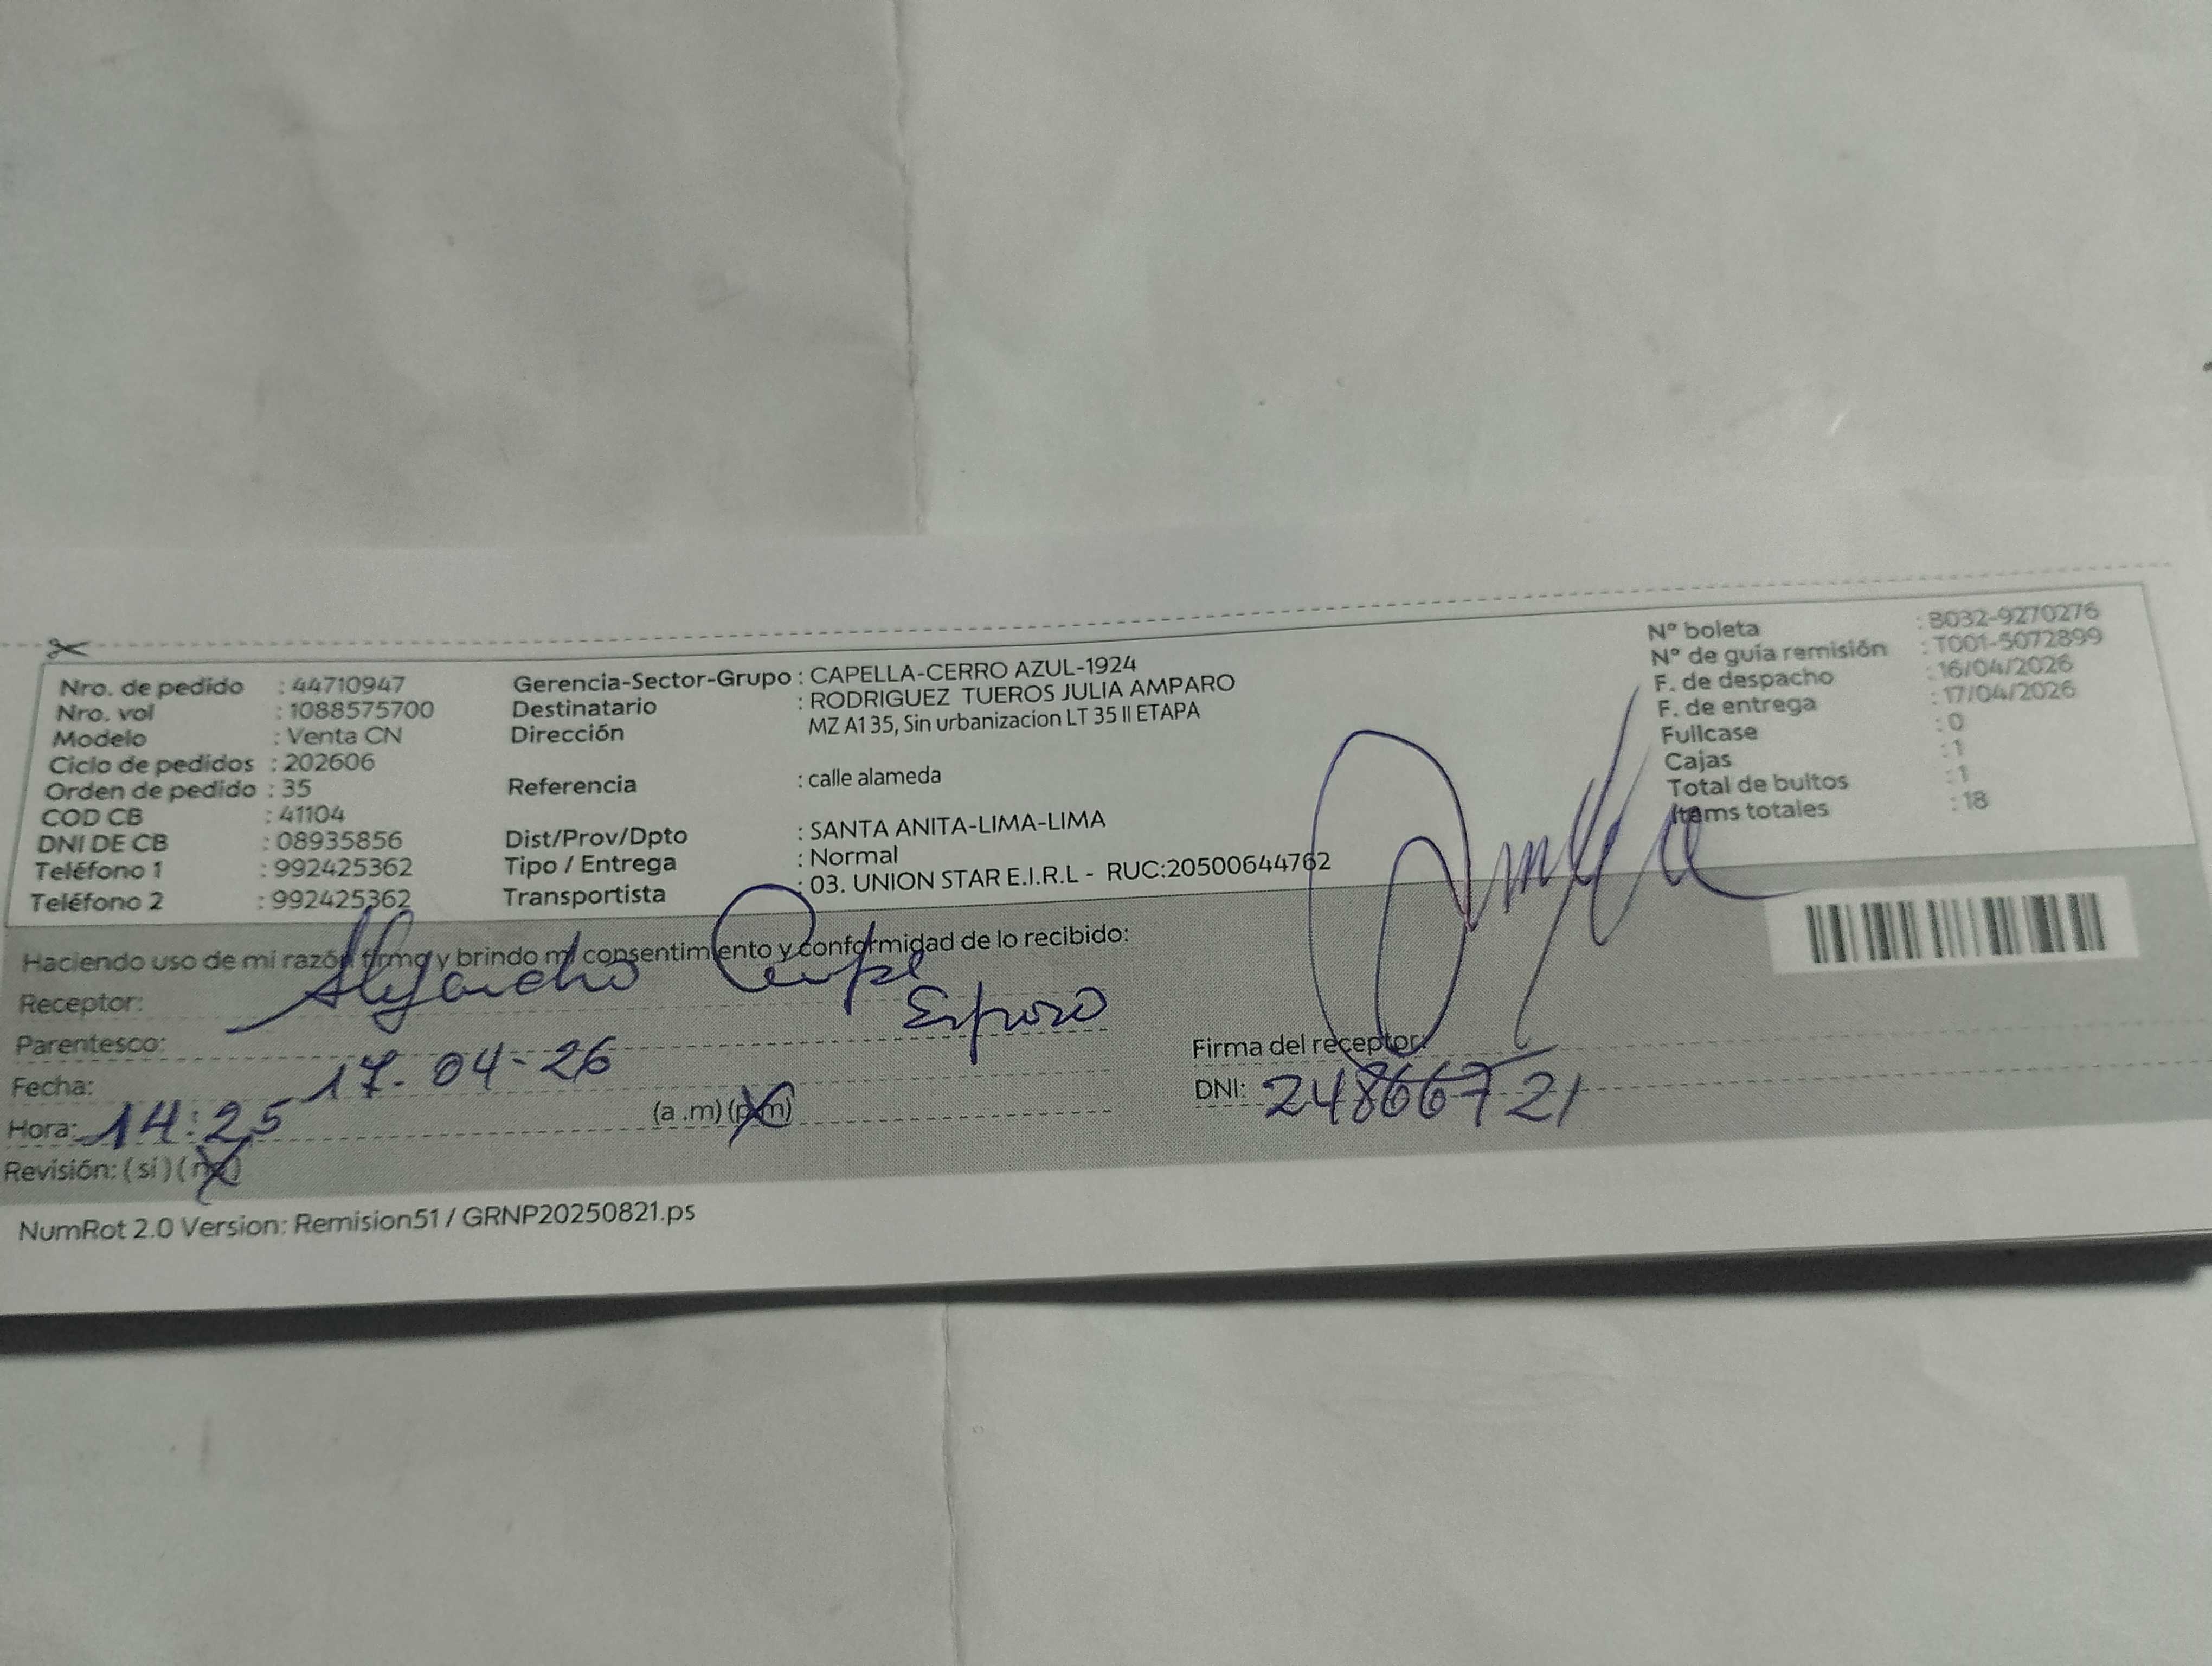 Nro. de pedido : 44710947
Nro. vol : 1088575700
Modelo : Venta CN
Ciclo de pedidos : 202606
Orden de pedido : 35
COD CB : 41104
DNI DE CB : 08935856
Teléfono 1 : 992425362
Teléfono 2 : 992425362
Gerencia-Sector-Grupo : CAPELLA-CERRO AZUL-1924
Destinatario : RODRIGUEZ TUEROS JULIA AMPARO
Dirección MZ A1 35, Sin urbanizacion LT 35 II ETAPA
Referencia : calle alameda
Dist/Prov/Dpto : SANTA ANITA-LIMA-LIMA
Tipo / Entrega : Normal
Transportista : 03. UNION STAR E.I.R.L - RUC:20500644762
N° boleta : B032-9270276
N° de guía remisión : T001-5072899
F. de despacho : 16/04/2026
F. de entrega : 17/04/2026
Fullcase : 0
Cajas : 1
Total de bultos : 1
Items totales : 18
Haciendo uso de mi razón firmo y brindo mi consentimiento y conformidad de lo recibido:
Receptor: Alejandro
Parentesco: Esposo
Fecha: 17-04-26
Hora: 14:25 (a .m) (p.m)
Revisión: (si) (no)
Firma del receptor:
DNI: 24866721
NumRot 2.0 Version: Remision51 / GRNP20250821.ps